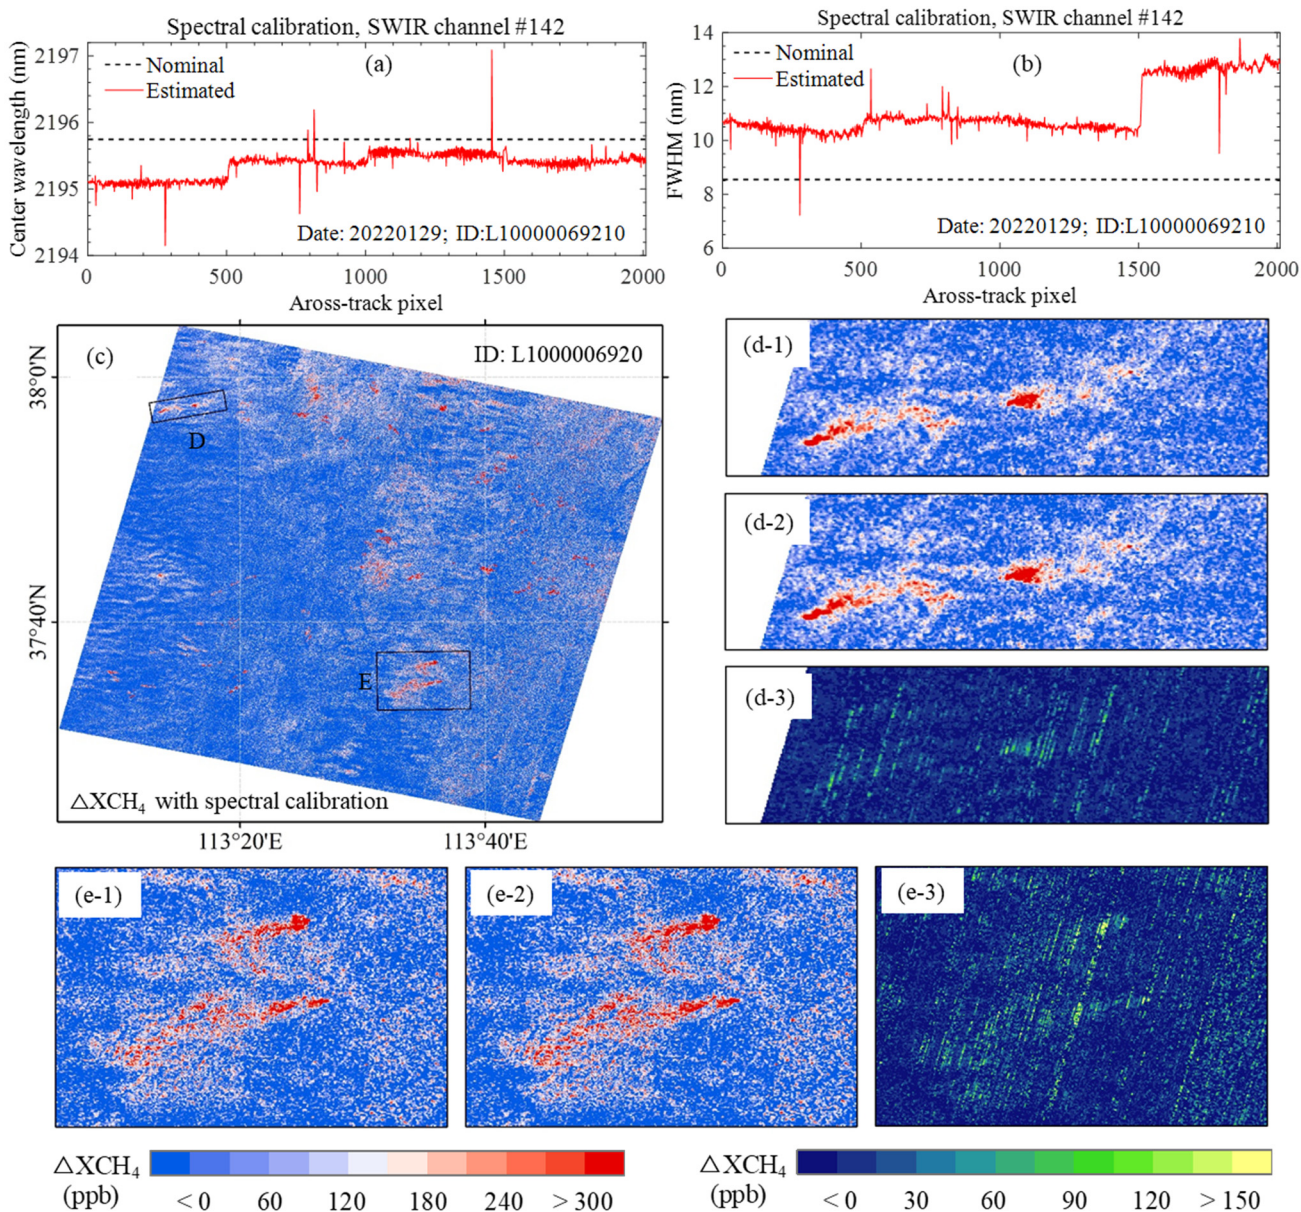 Spectral calibration, SWIR channel #142
2197
2196
2195
2194
Center wavelength (nm)
Nominal
Estimated
(a)
Date: 20220129; ID:L10000069210
0 500 1000 1500 2000
Aross-track pixel
Spectral calibration, SWIR channel #142
14
12
10
8
6
FWHM (nm)
Nominal
Estimated
(b)
Date: 20220129; ID:L10000069210
0 500 1000 1500 2000
Aross-track pixel
(c)
ID: L1000006920
38°0'N
37°40'N
D
E
△XCH₄ with spectral calibration
113°20'E 113°40'E
(d-1)
(d-2)
(d-3)
(e-1)
(e-2)
(e-3)
△XCH₄
(ppb)
< 0 60 120 180 240 > 300
△XCH₄
(ppb)
< 0 30 60 90 120 > 150